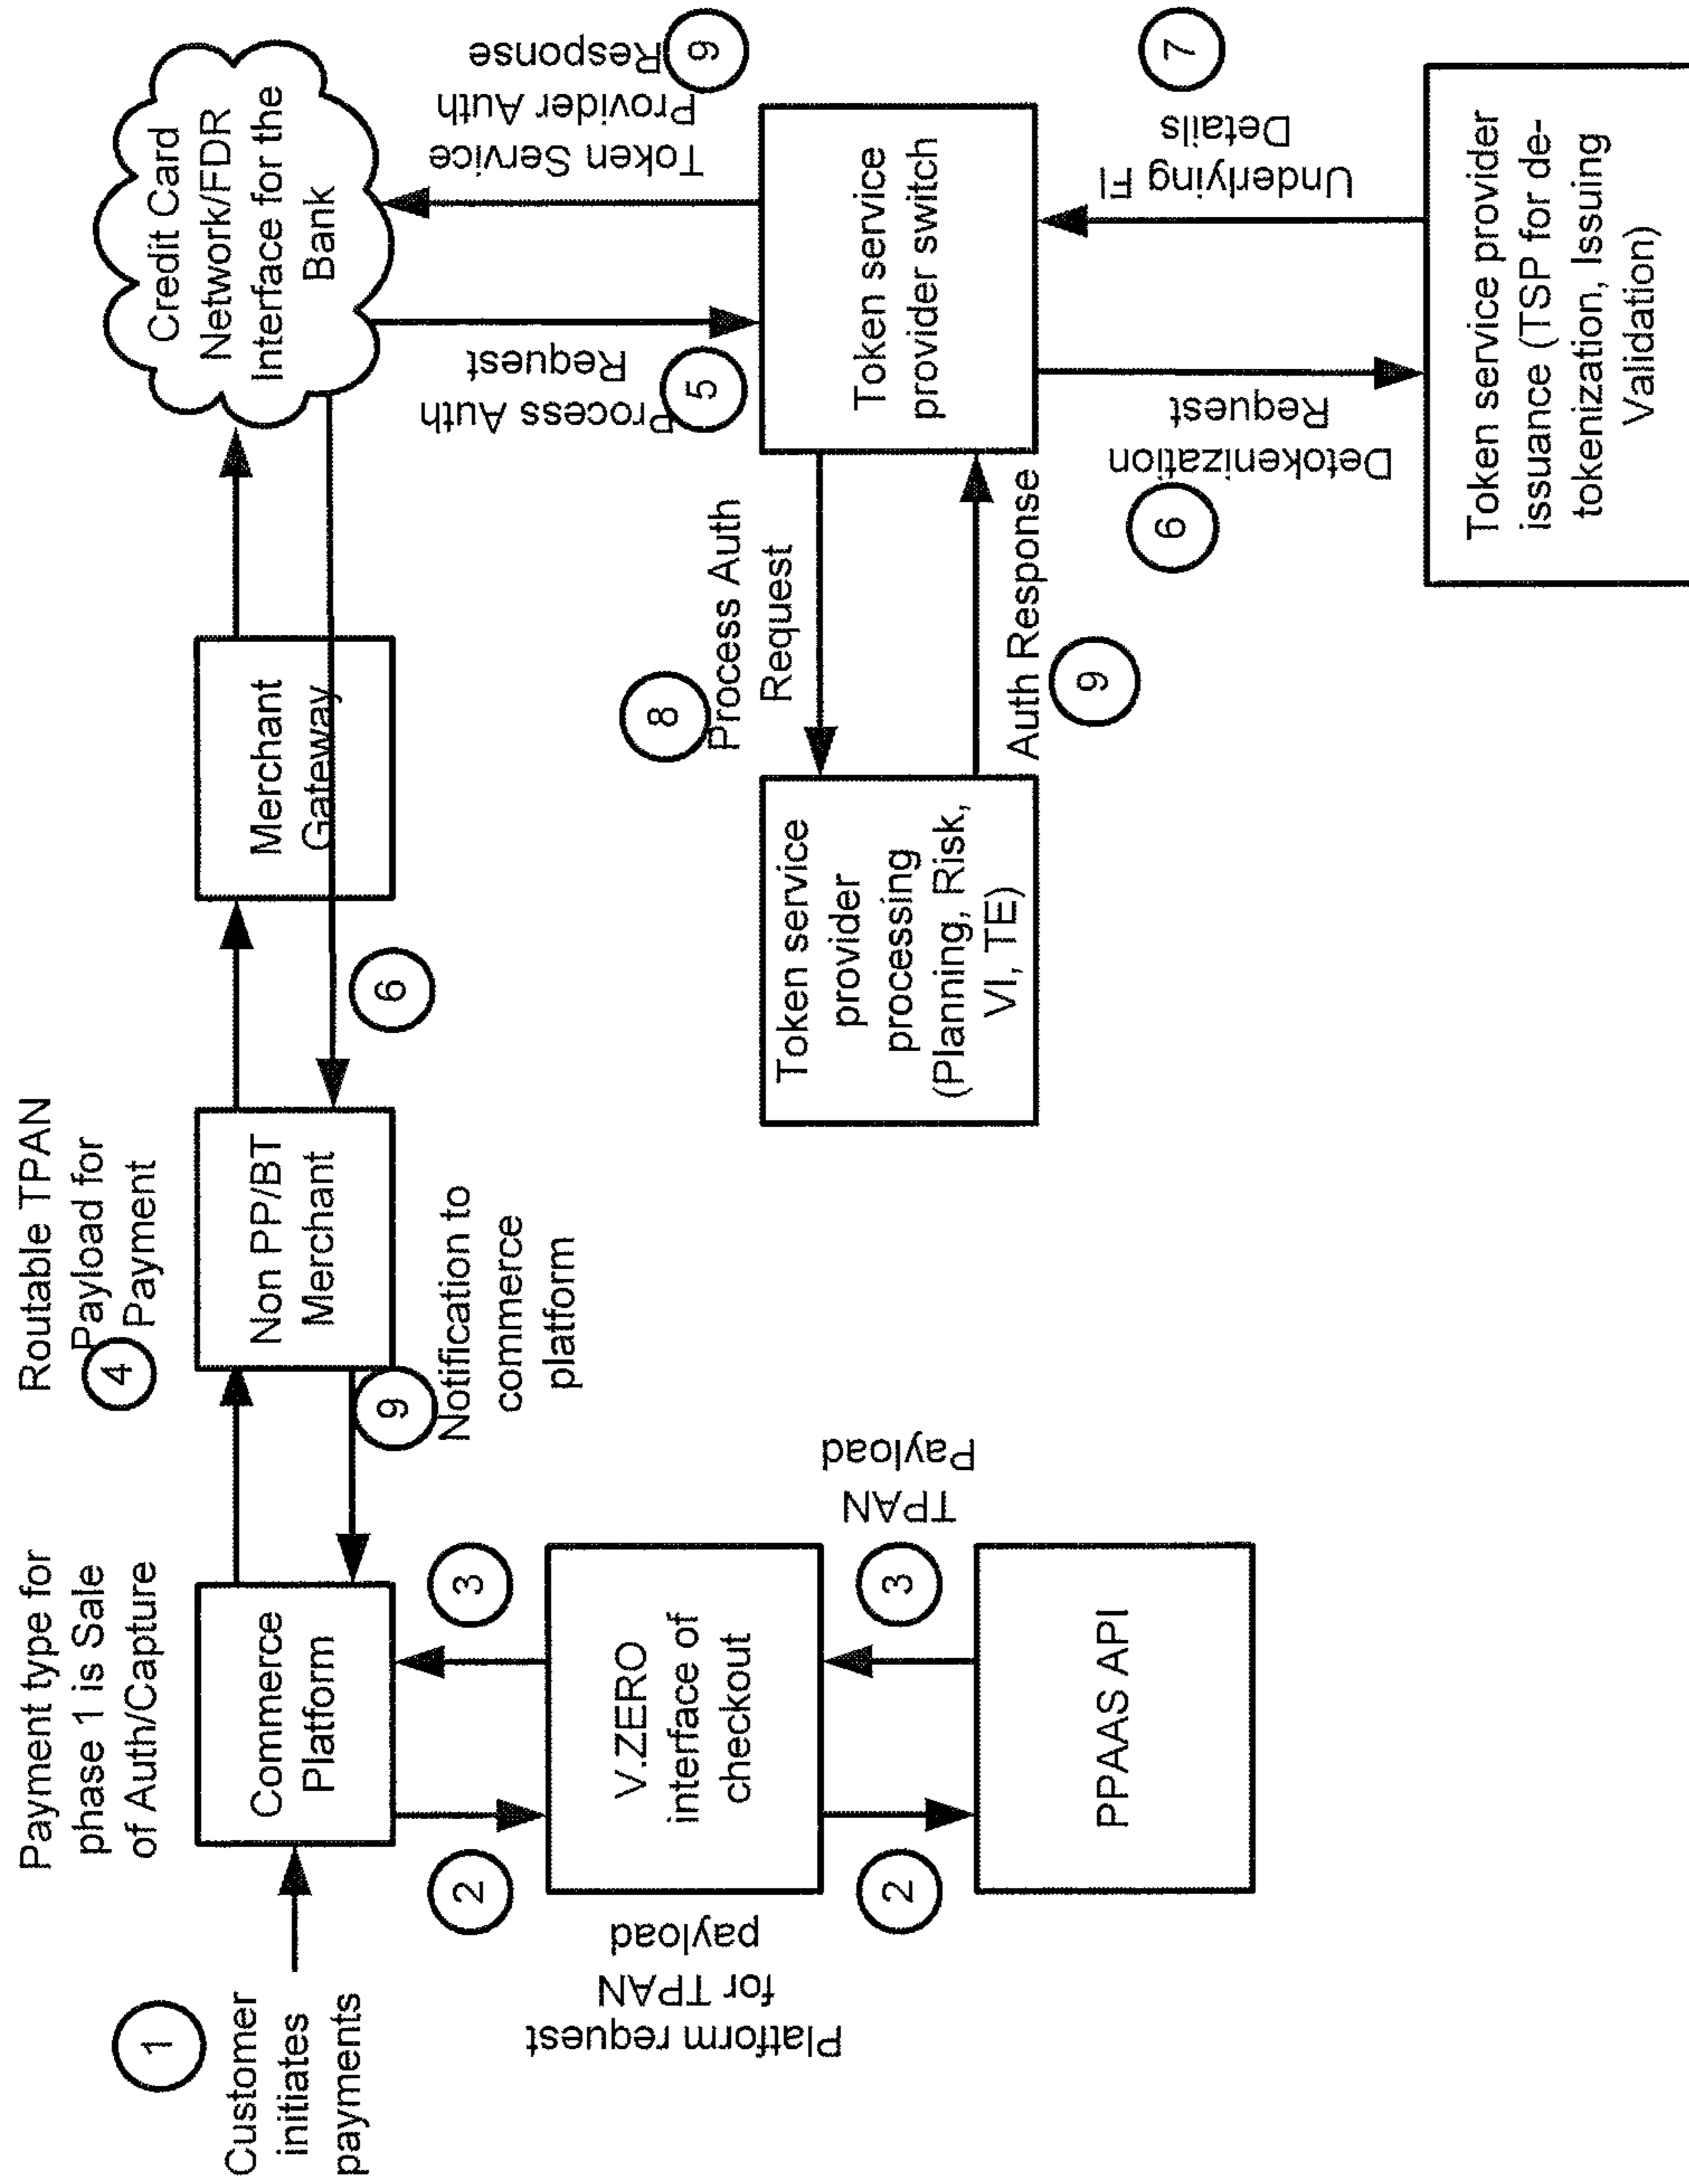 1
Customer
initiates
payments
Payment type for
phase 1 is Sale
of Auth/Capture
Commerce
Platform
2
3
Platform request
for TPAN
payload
V.ZERO
interface of
checkout
2
3
TPAN
Payload
PPAAS API
Routable TPAN
Payload for
Payment
4
Non PP/BT
Merchant
9
Notification to
commerce
platform
6
Merchant
Gateway
Credit Card
Network/FDR
Interface for the
Bank
Process Auth
Request
5
Token Service
Provider Auth
Response
9
Token service
provider switch
8
Process Auth
Request
Auth Response
9
Token service
provider
processing
(Planning, Risk,
VI, TE)
6
Detokenization
Request
Underlying FI
Details
7
Token service provider
issuance (TSP for de-
tokenization, Issuing
Validation)